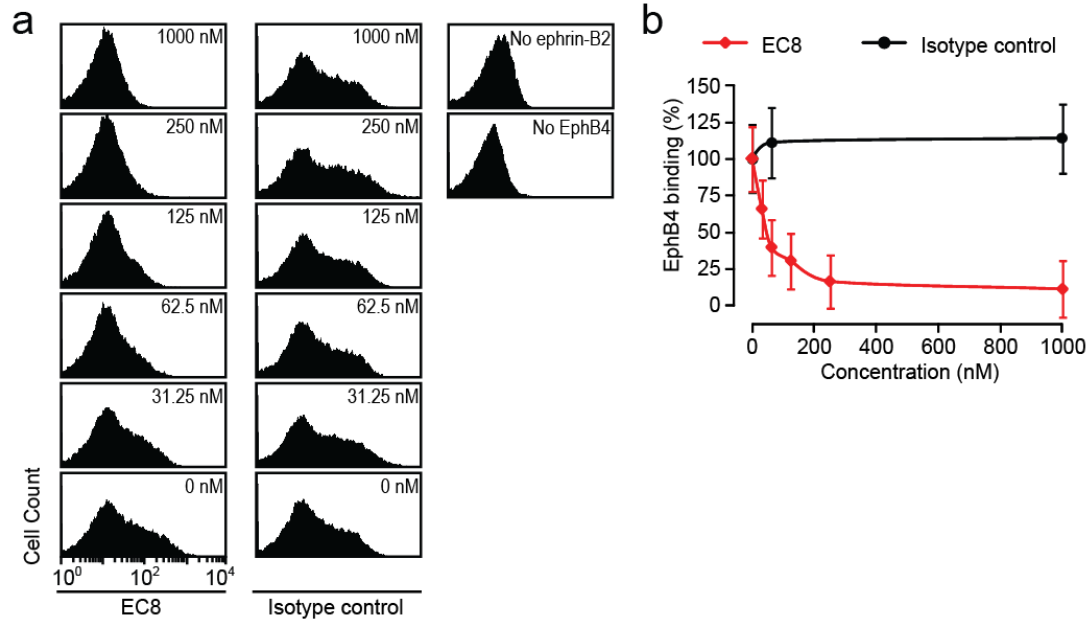 a
1000 nM
250 nM
125 nM
62.5 nM
31.25 nM
0 nM
Cell Count
10^0 10^2 10^4
EC8
1000 nM
250 nM
125 nM
62.5 nM
31.25 nM
0 nM
Isotype control
No ephrin-B2
No EphB4
b
EC8
Isotype control
EphB4 binding (%)
150
125
100
75
50
25
0
0 200 400 600 800 1000
Concentration (nM)